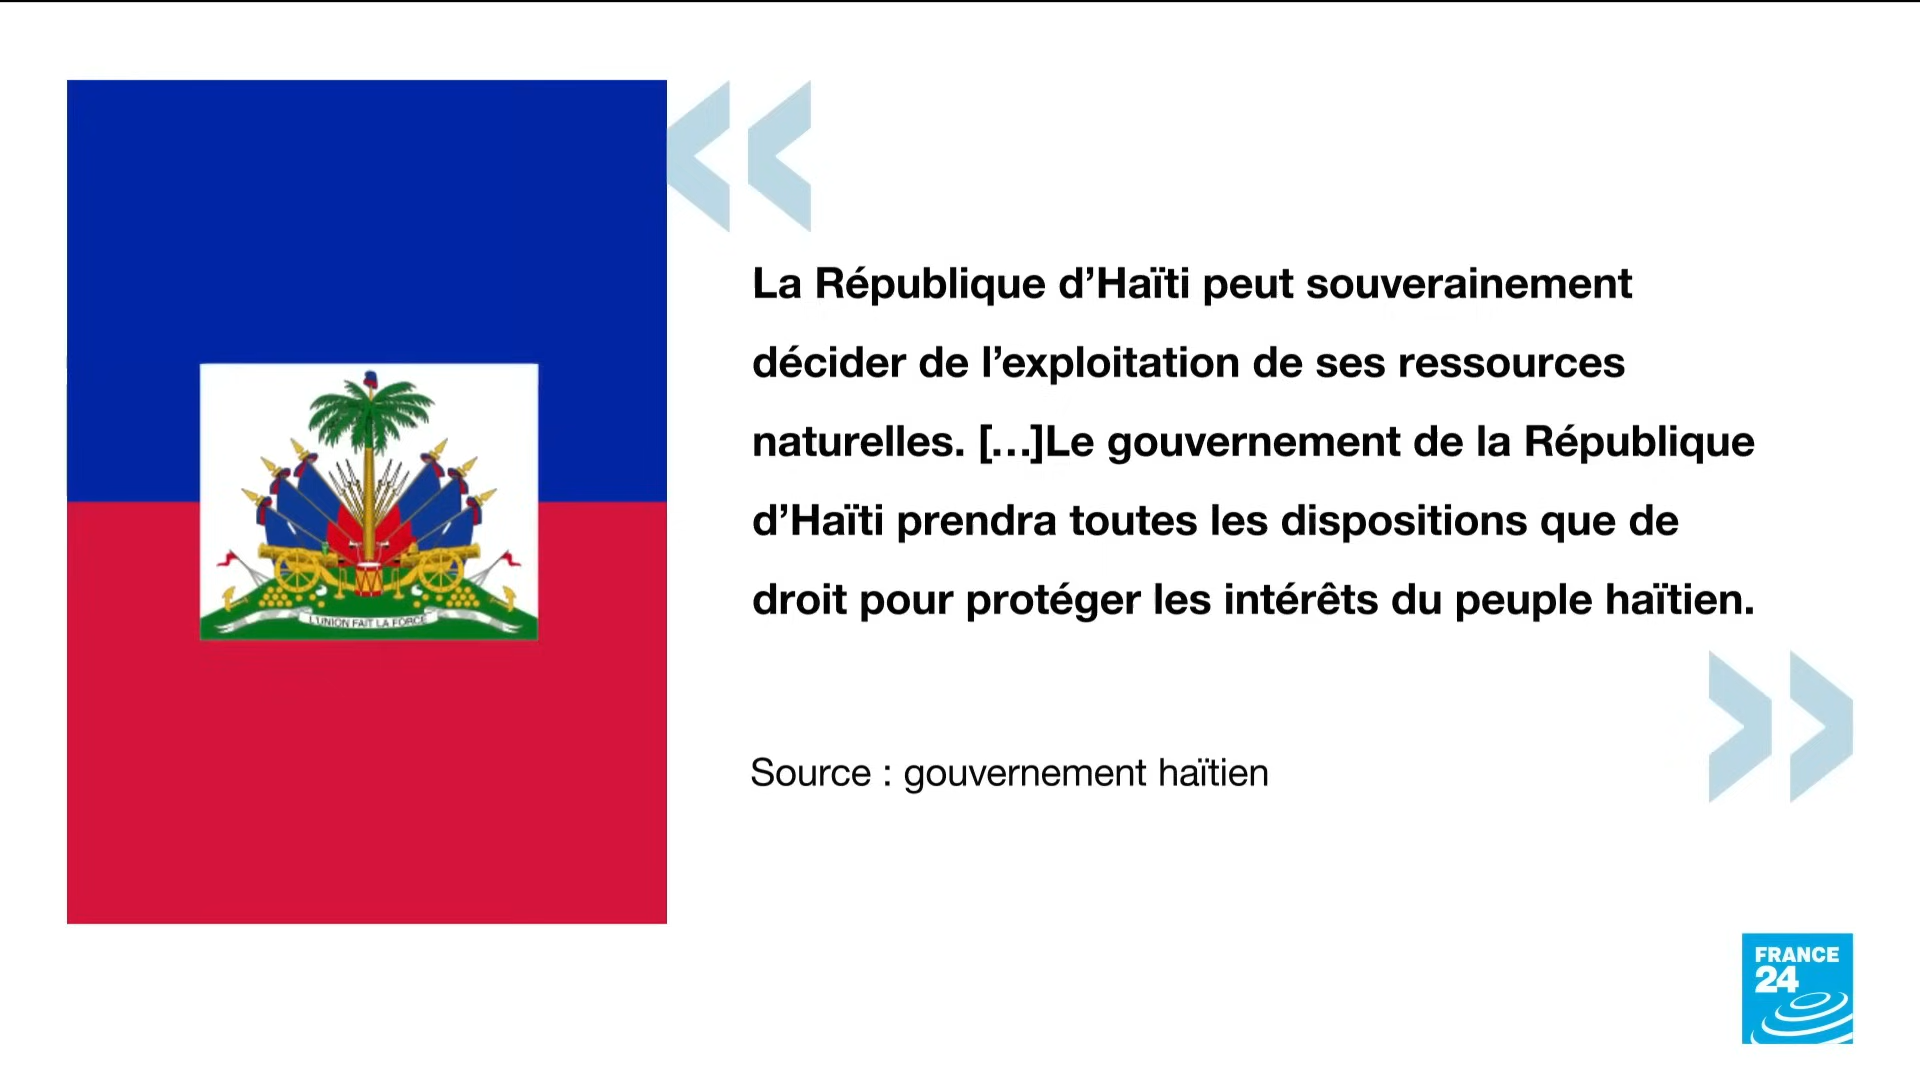 La République d’Haïti peut souverainement
décider de l’exploitation de ses ressources
naturelles. […]Le gouvernement de la République
d’Haïti prendra toutes les dispositions que de
droit pour protéger les intérêts du peuple haïtien.
Source : gouvernement haïtien
L'UNION FAIT LA FORCE
FRANCE
24